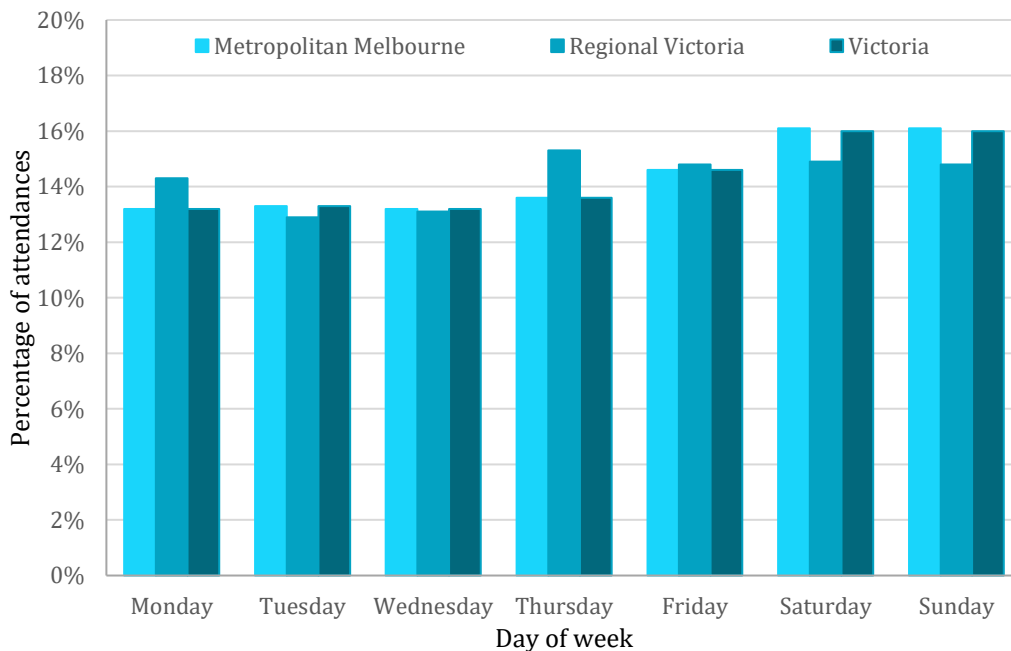 20%
Metropolitan Melbourne Regional Victoria Victoria
18%
16%
14%
12%
10%
8%
6%
4%
2%
0%
Percentage of attendances
Monday Tuesday Wednesday Thursday Friday Saturday Sunday
Day of week